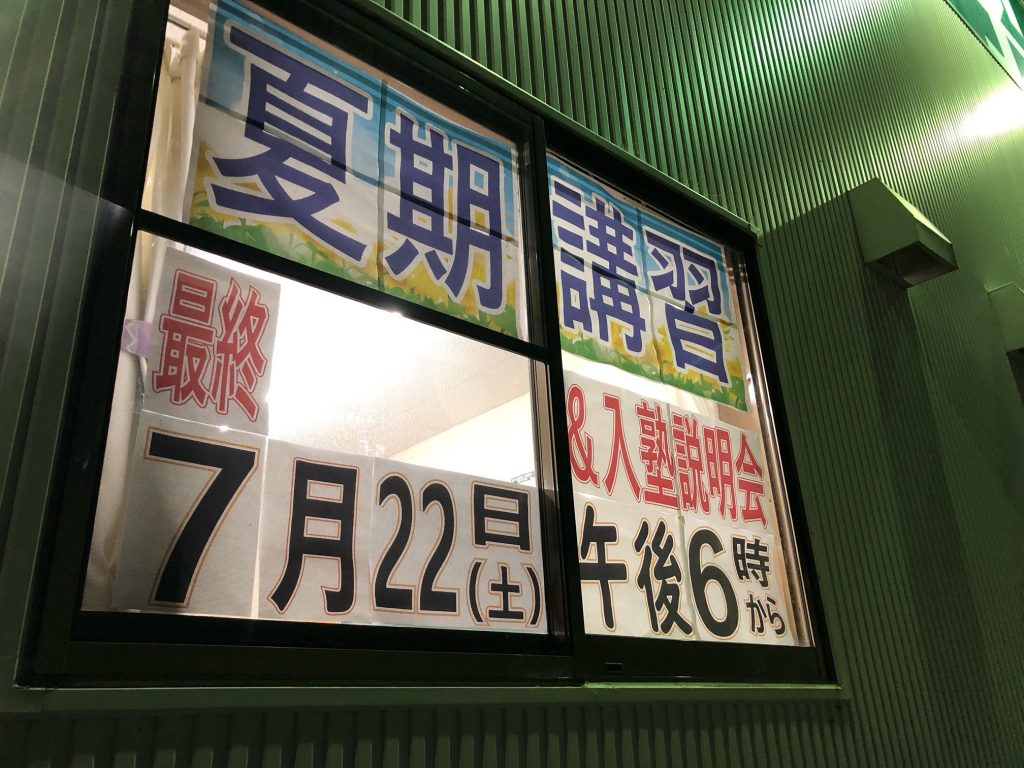 夏期講習
最終 &入塾説明会
7月22日(土) 午後6時から